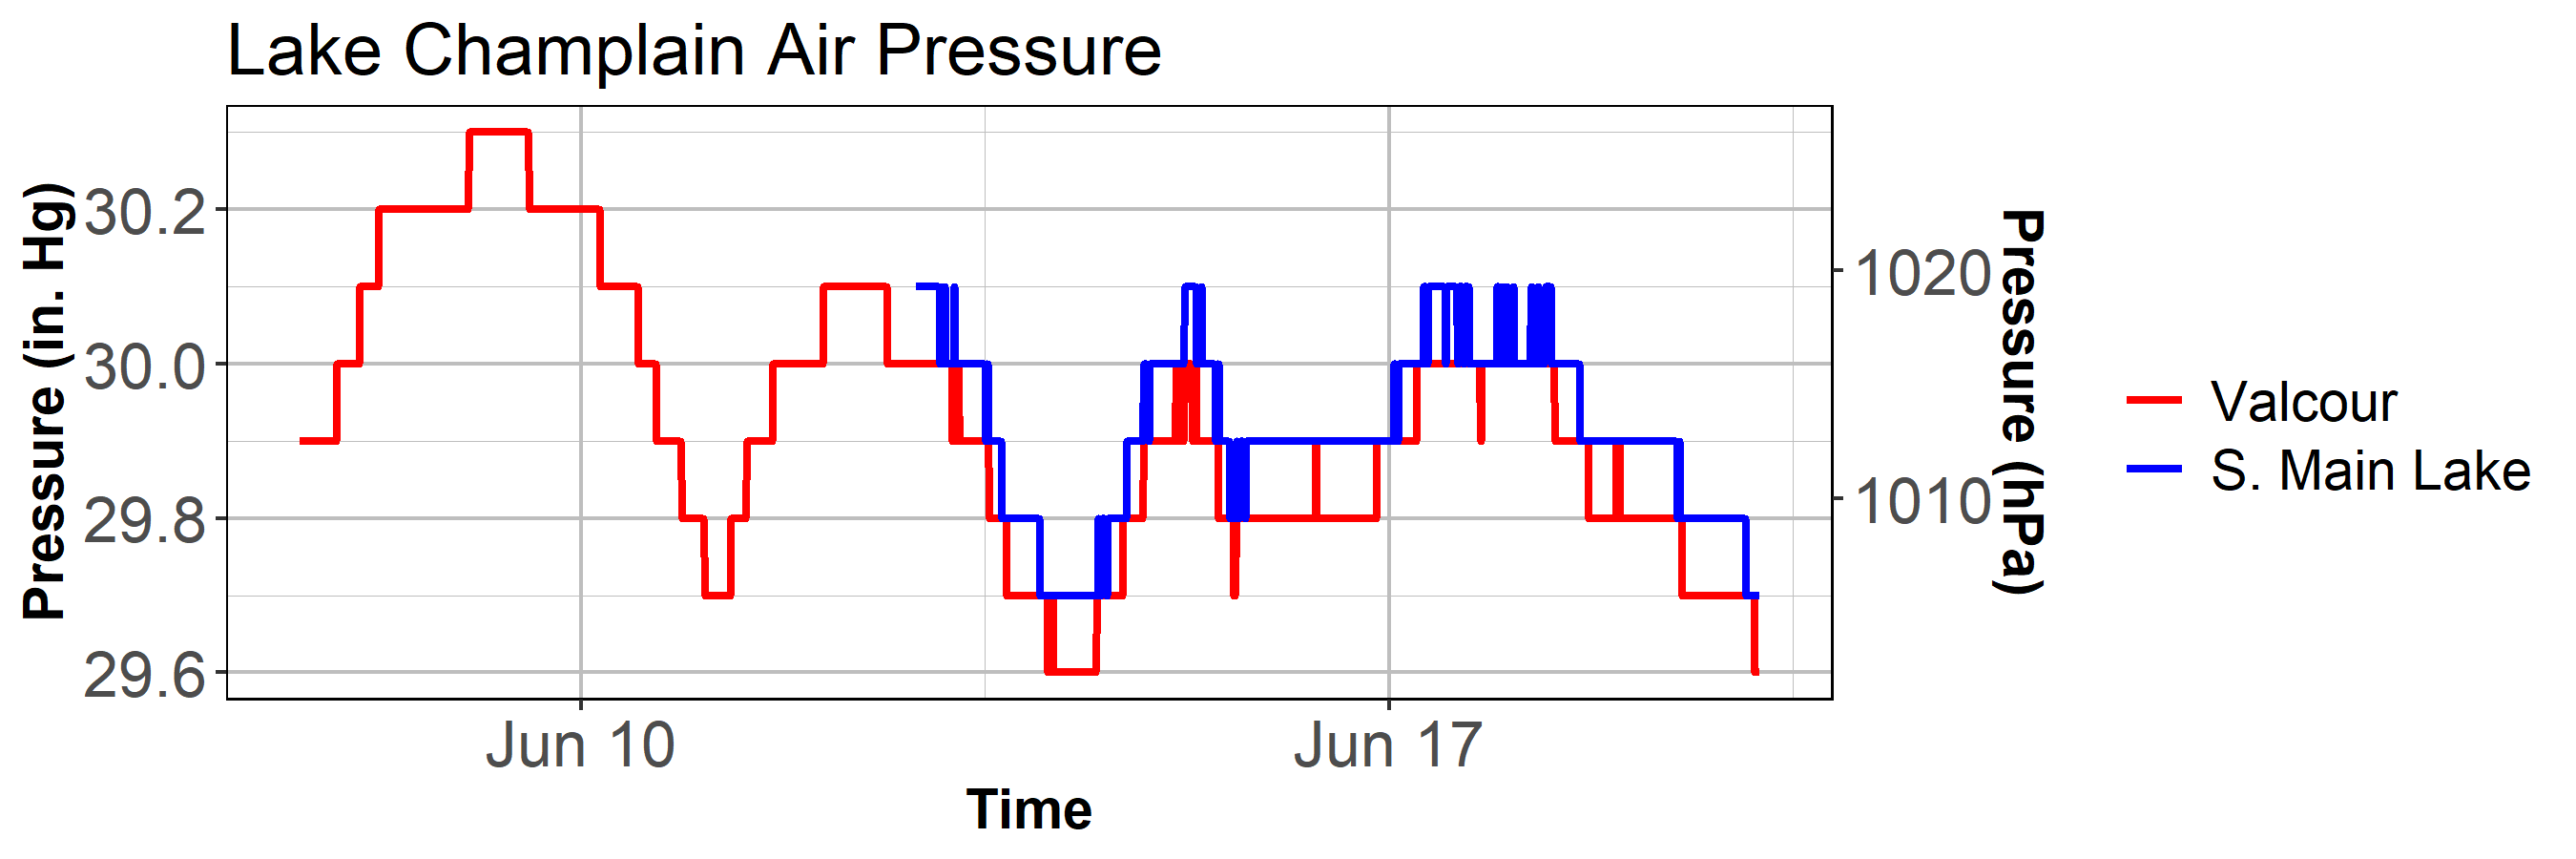 Lake Champlain Air Pressure
Pressure (in. Hg)
30.2
30.0
29.8
29.6
1020
1010
Pressure (hPa)
Jun 10
Jun 17
Time
Valcour
S. Main Lake